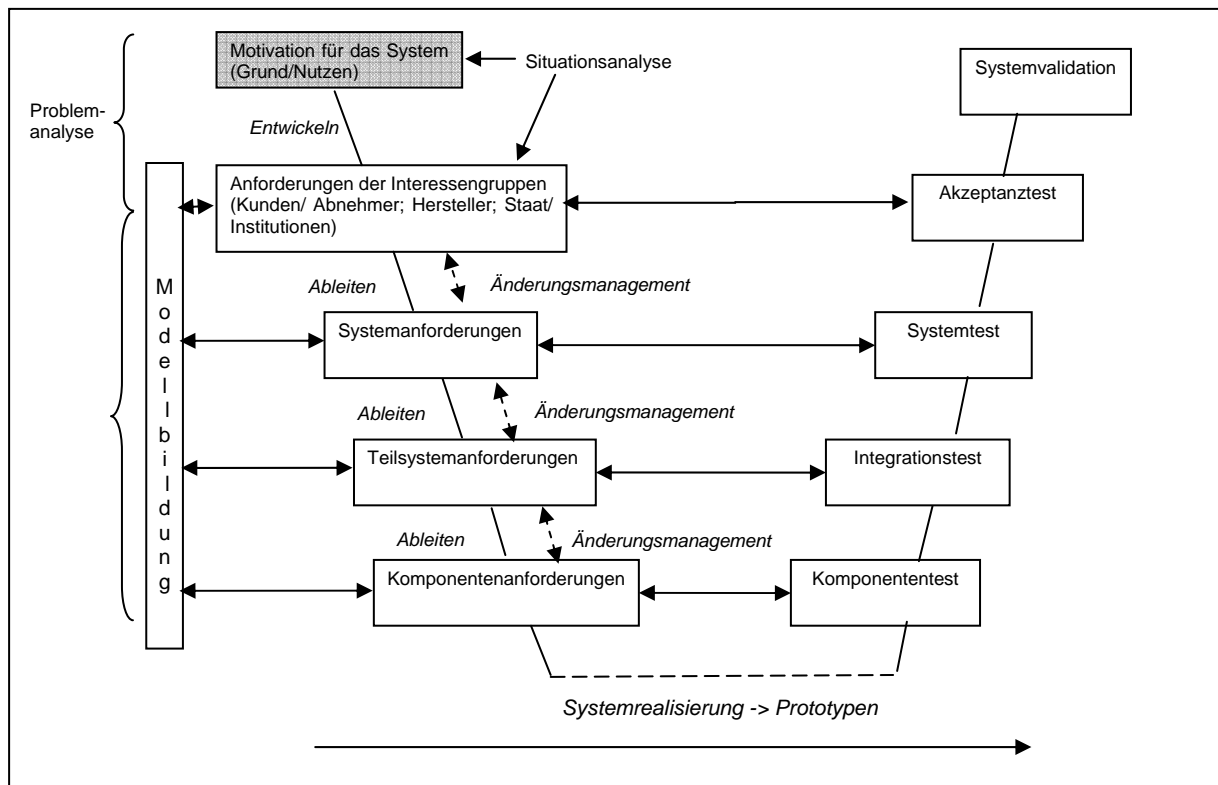 Motivation für das System
(Grund/Nutzen)
Situationsanalyse
Systemvalidation
Problem-
analyse
Entwickeln
Anforderungen der Interessengruppen
(Kunden/ Abnehmer; Hersteller; Staat/
Institutionen)
Akzeptanztest
Modellbildung
Ableiten
Änderungsmanagement
Systemanforderungen
Systemtest
Ableiten
Änderungsmanagement
Teilsystemanforderungen
Integrationstest
Ableiten
Änderungsmanagement
Komponentenanforderungen
Komponententest
Systemrealisierung -> Prototypen